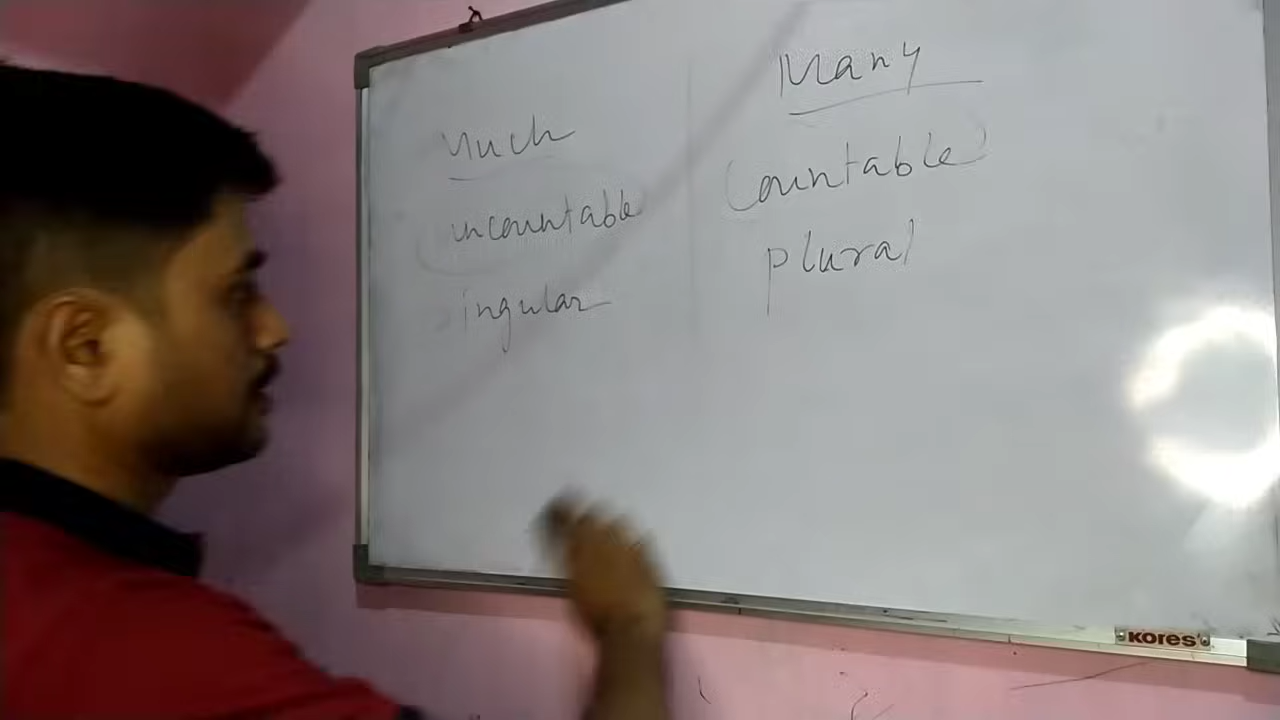 Much
uncountable
singular
Many
Countable
plural
KORES